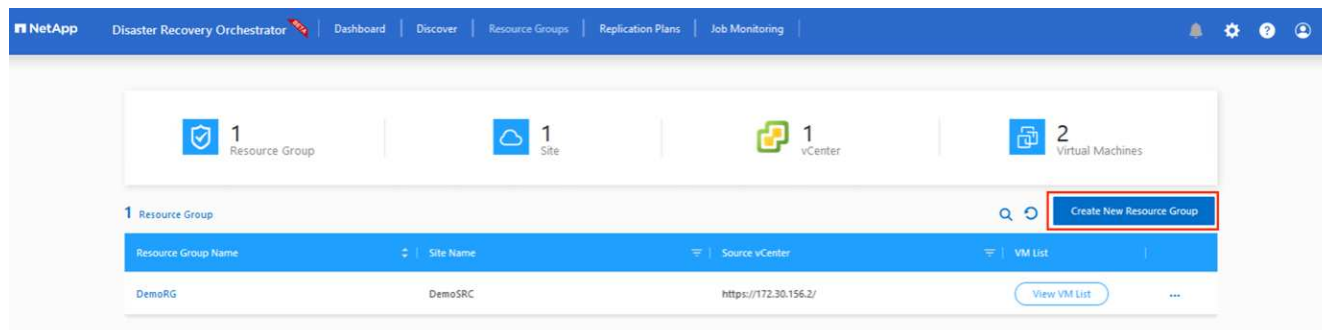 NetApp Disaster Recovery Orchestrator Dashboard Discover Resource Groups Replication Plans Job Monitoring
1 Resource Group
1 Site
1 vCenter
2 Virtual Machines
1 Resource Group Create New Resource Group
Resource Group Name Site Name Source vCenter VM List
DemoRG DemoSRC https://172.30.156.2/ View VM List ...